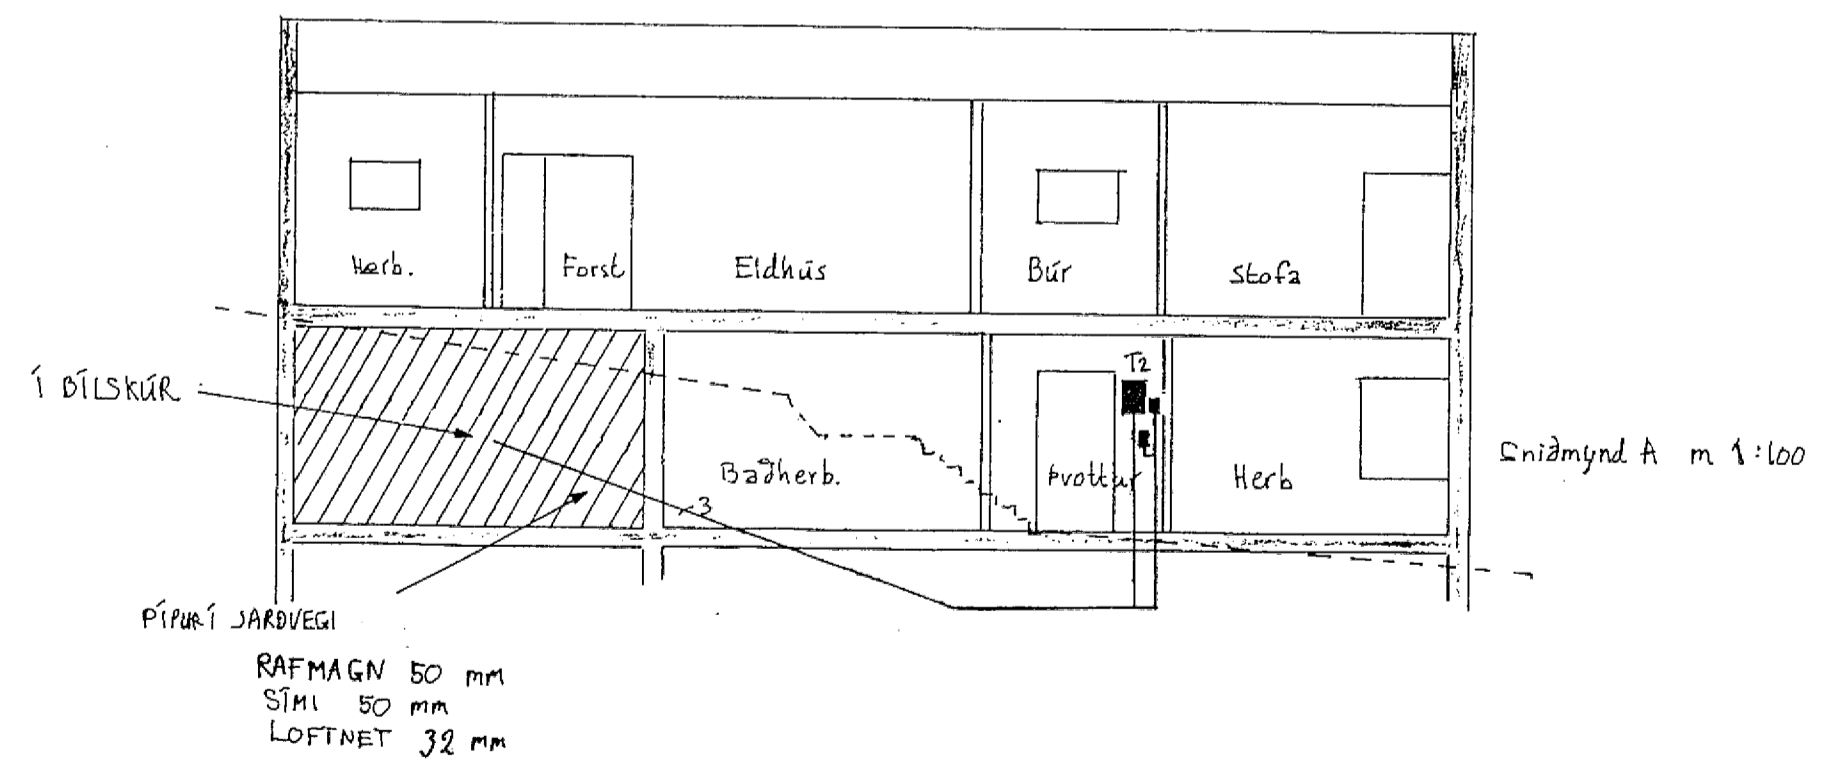 Herb.
Forst
Eldhús
Búr
Stofa
Í BÍLSKÚR
T2
Baðherb.
3
Þvottur
Herb
Sniðmynd A m 1:100
PÍPUR Í JARÐVEGI
RAFMAGN 50 mm
SÍMI 50 mm
LOFTNET 32 mm